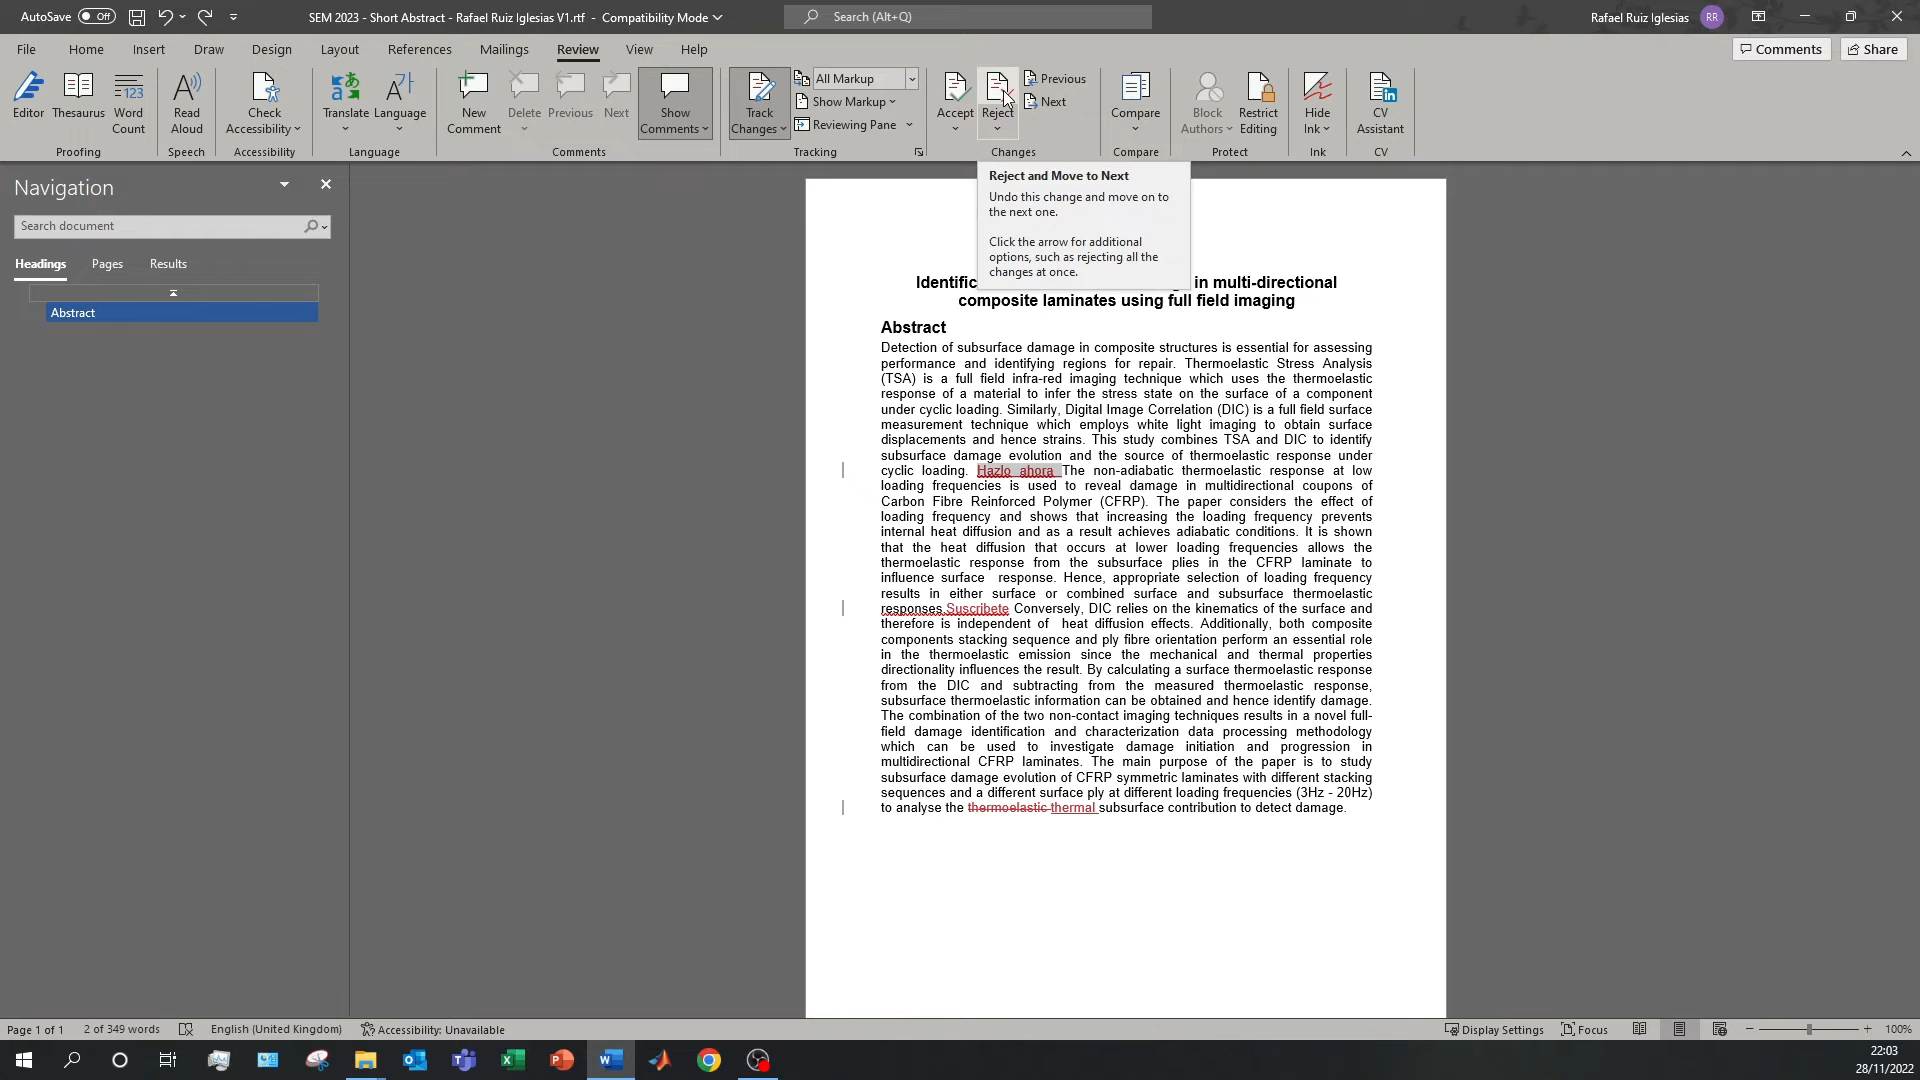 AutoSave Off SEM 2023 - Short Abstract - Rafael Ruiz Iglesias V1.rtf - Compatibility Mode Search (Alt+Q) Rafael Ruiz Iglesias RR
File Home Insert Draw Design Layout References Mailings Review View Help Comments Share
Editor
Thesaurus
Word
Count
Proofing
Read
Aloud
Speech
Check
Accessibility
Accessibility
Translate
Language
Language
New
Comment
Delete
Previous
Next
Show
Comments
Comments
Track
Changes
All Markup
Show Markup
Reviewing Pane
Tracking
Accept
Reject
Previous
Next
Changes
Compare
Compare
Block
Authors
Restrict
Editing
Protect
Hide
Ink
Ink
CV
Assistant
CV
Reject and Move to Next
Undo this change and move on to
the next one.
Click the arrow for additional
options, such as rejecting all the
changes at once.
Navigation
Search document
Headings Pages Results
Abstract
Identific in multi-directional
composite laminates using full field imaging
Abstract
Detection of subsurface damage in composite structures is essential for assessing
performance and identifying regions for repair. Thermoelastic Stress Analysis
(TSA) is a full field infra-red imaging technique which uses the thermoelastic
response of a material to infer the stress state on the surface of a component
under cyclic loading. Similarly, Digital Image Correlation (DIC) is a full field surface
measurement technique which employs white light imaging to obtain surface
displacements and hence strains. This study combines TSA and DIC to identify
subsurface damage evolution and the source of thermoelastic response under
cyclic loading. Hazlo ahora The non-adiabatic thermoelastic response at low
loading frequencies is used to reveal damage in multidirectional coupons of
Carbon Fibre Reinforced Polymer (CFRP). The paper considers the effect of
loading frequency and shows that increasing the loading frequency prevents
internal heat diffusion and as a result achieves adiabatic conditions. It is shown
that the heat diffusion that occurs at lower loading frequencies allows the
thermoelastic response from the subsurface plies in the CFRP laminate to
influence surface response. Hence, appropriate selection of loading frequency
results in either surface or combined surface and subsurface thermoelastic
responses.Suscribete Conversely, DIC relies on the kinematics of the surface and
therefore is independent of heat diffusion effects. Additionally, both composite
components stacking sequence and ply fibre orientation perform an essential role
in the thermoelastic emission since the mechanical and thermal properties
directionality influences the result. By calculating a surface thermoelastic response
from the DIC and subtracting from the measured thermoelastic response,
subsurface thermoelastic information can be obtained and hence identify damage.
The combination of the two non-contact imaging techniques results in a novel full-
field damage identification and characterization data processing methodology
which can be used to investigate damage initiation and progression in
multidirectional CFRP laminates. The main purpose of the paper is to study
subsurface damage evolution of CFRP symmetric laminates with different stacking
sequences and a different surface ply at different loading frequencies (3Hz - 20Hz)
to analyse the thermoelastic thermal subsurface contribution to detect damage.
Page 1 of 1 2 of 349 words English (United Kingdom) Accessibility: Unavailable Display Settings Focus 100%
22:03
28/11/2022